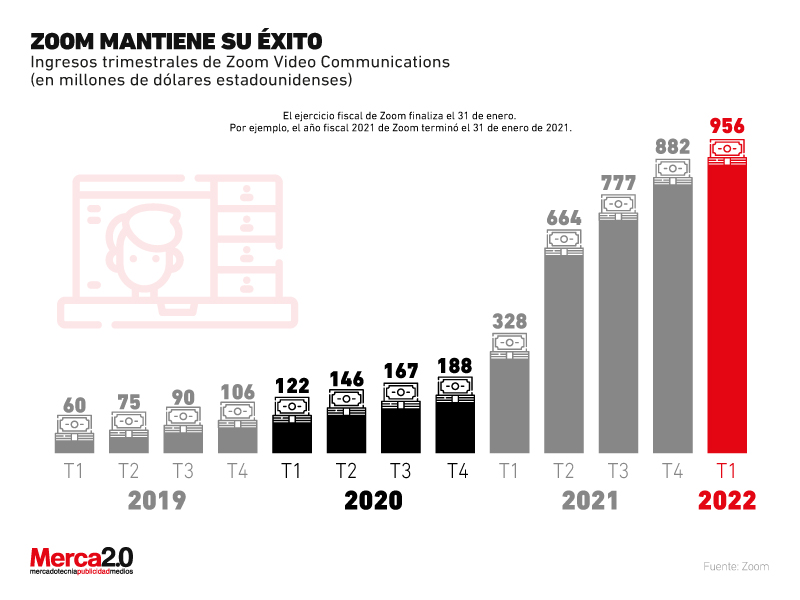 ZOOM MANTIENE SU ÉXITO
Ingresos trimestrales de Zoom Video Communications
(en millones de dólares estadounidenses)
El ejercicio fiscal de Zoom finaliza el 31 de enero.
Por ejemplo, el año fiscal 2021 de Zoom terminó el 31 de enero de 2021.
60 75 90 106 122 146 167 188 328 664 777 882 956
T1 T2 T3 T4 T1 T2 T3 T4 T1 T2 T3 T4 T1
2019 2020 2021 2022
Merca2.0
mercadotecniapublicidadmedios
Fuente: Zoom